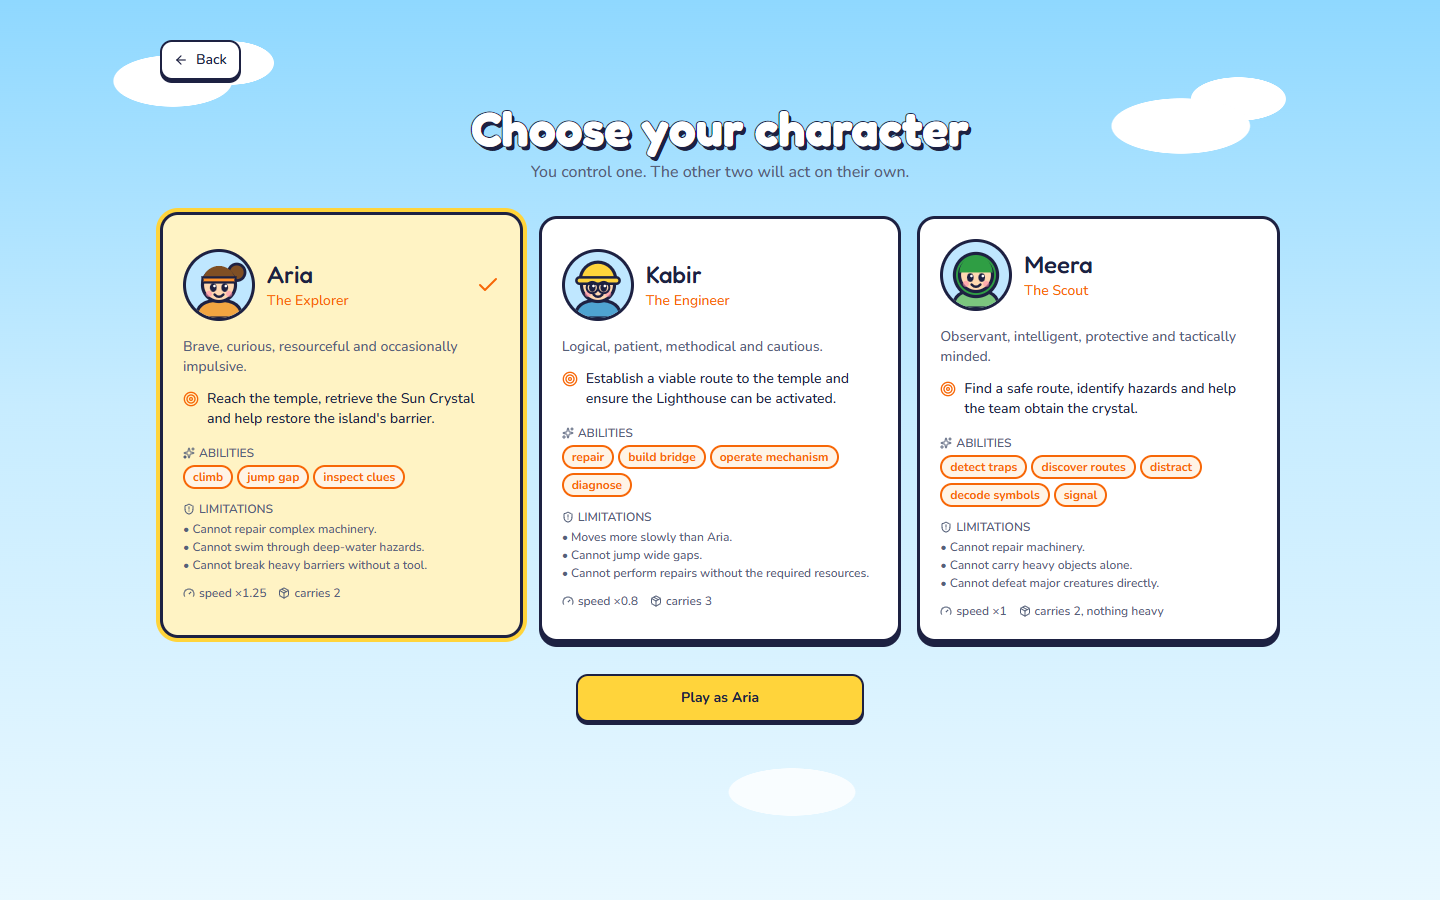 Back
Choose your character
You control one. The other two will act on their own.
Aria
The Explorer
Brave, curious, resourceful and occasionally
impulsive.
Reach the temple, retrieve the Sun Crystal
and help restore the island's barrier.
ABILITIES
climb jump gap inspect clues
LIMITATIONS
• Cannot repair complex machinery.
• Cannot swim through deep-water hazards.
• Cannot break heavy barriers without a tool.
speed ×1.25 carries 2
Kabir
The Engineer
Logical, patient, methodical and cautious.
Establish a viable route to the temple and
ensure the Lighthouse can be activated.
ABILITIES
repair build bridge operate mechanism
diagnose
LIMITATIONS
• Moves more slowly than Aria.
• Cannot jump wide gaps.
• Cannot perform repairs without the required resources.
speed ×0.8 carries 3
Meera
The Scout
Observant, intelligent, protective and tactically
minded.
Find a safe route, identify hazards and help
the team obtain the crystal.
ABILITIES
detect traps discover routes distract
decode symbols signal
LIMITATIONS
• Cannot repair machinery.
• Cannot carry heavy objects alone.
• Cannot defeat major creatures directly.
speed ×1 carries 2, nothing heavy
Play as Aria